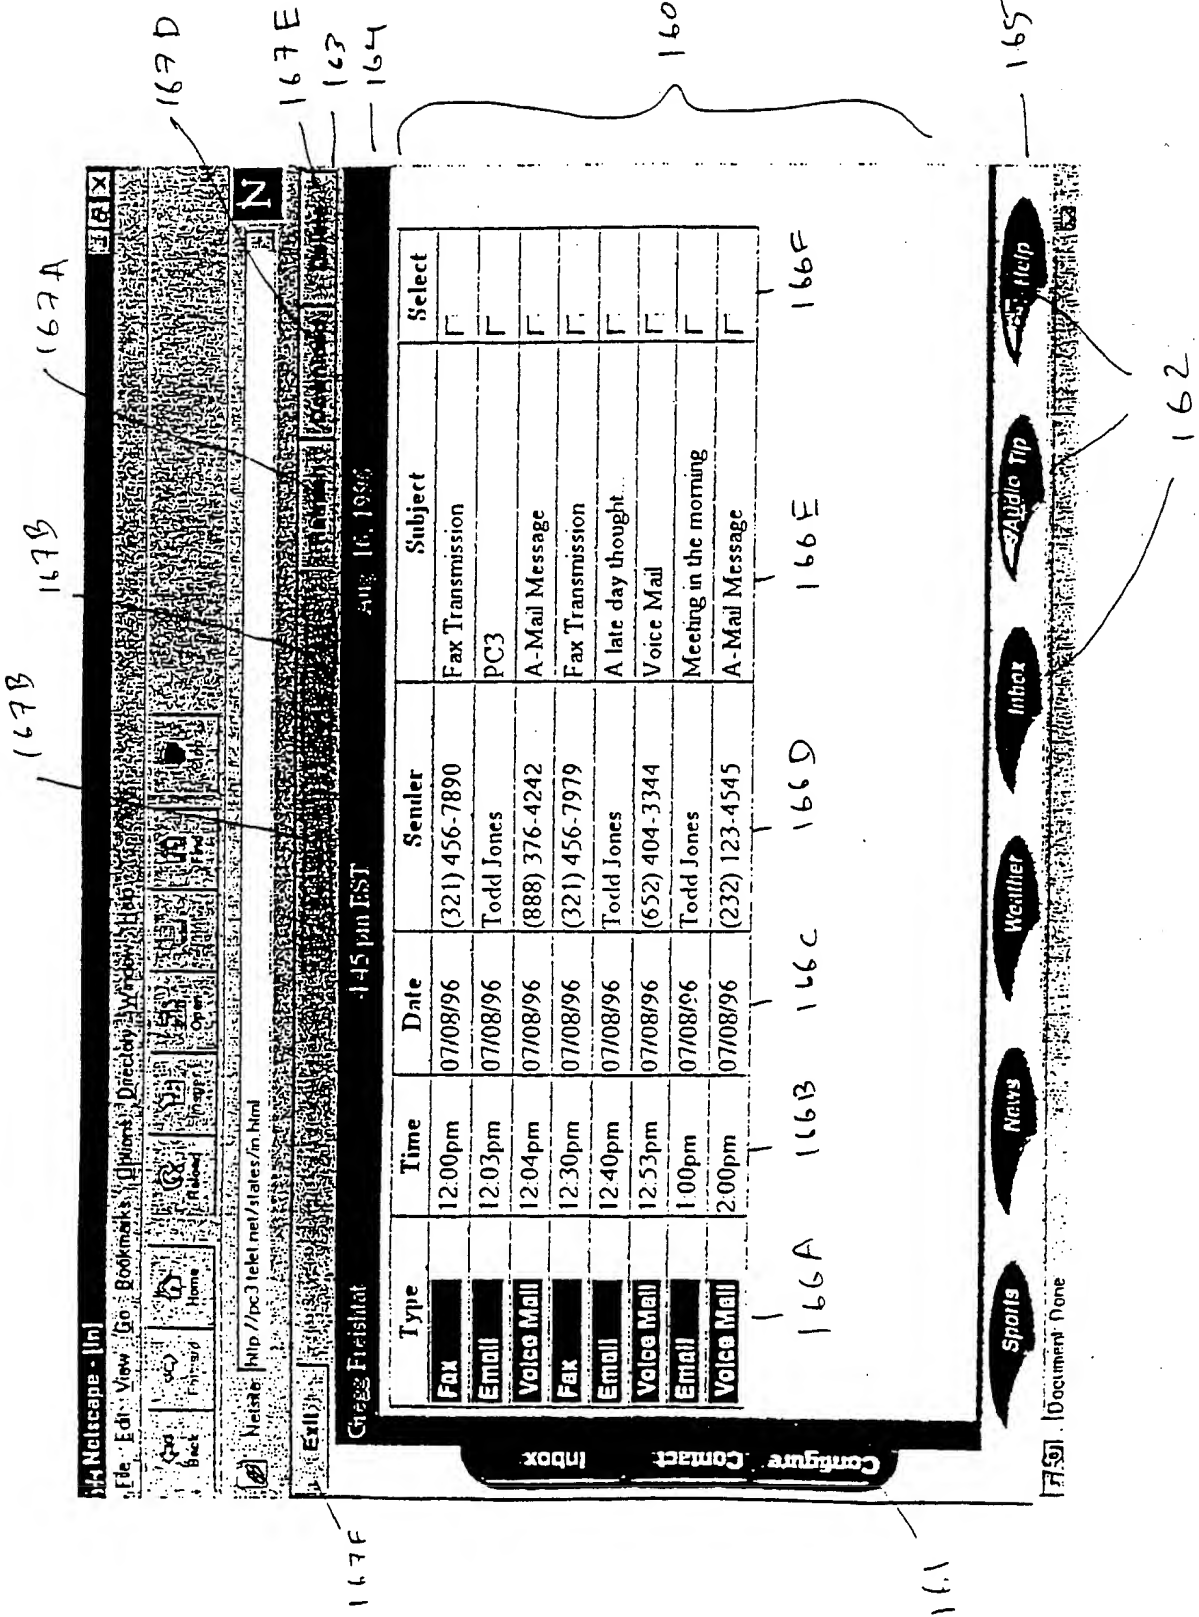 167B
167B
167A
167D
167E
163
164
160
165
Netscape - [In]
File Edit View Go Bookmarks Options Directory Window Help
Back Forward Home Reload Open Find
Netsite http://pc3.telet.net/states/in.html
N
Exit
Gregg Freishtat 4:45 pm EST Aug 16, 1996
Inbox
Contact
Configure
Type Time Date Sender Subject Select
Fax 12:00pm 07/08/96 (321) 456-7890 Fax Transmission
Email 12:03pm 07/08/96 Todd Jones PC3
Voice Mail 12:04pm 07/08/96 (888) 376-4242 A-Mail Message
Fax 12:30pm 07/08/96 (321) 456-7979 Fax Transmission
Email 12:40pm 07/08/96 Todd Jones A late day thought...
Voice Mail 12:53pm 07/08/96 (652) 404-3344 Voice Mail
Email 1:00pm 07/08/96 Todd Jones Meeting in the morning
Voice Mail 2:00pm 07/08/96 (232) 123-4545 A-Mail Message
166A 166B 166C 166D 166E 166F
Sports News Weather Inbox Audio Tip Help
Document Done
167F
161
162